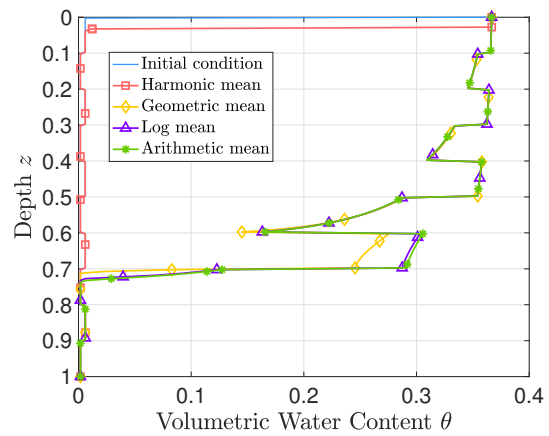 0
0.1
0.2
0.3
0.4
0.5
0.6
0.7
0.8
0.9
1
Depth z
Initial condition
Harmonic mean
Geometric mean
Log mean
Arithmetic mean
0 0.1 0.2 0.3 0.4
Volumetric Water Content θ